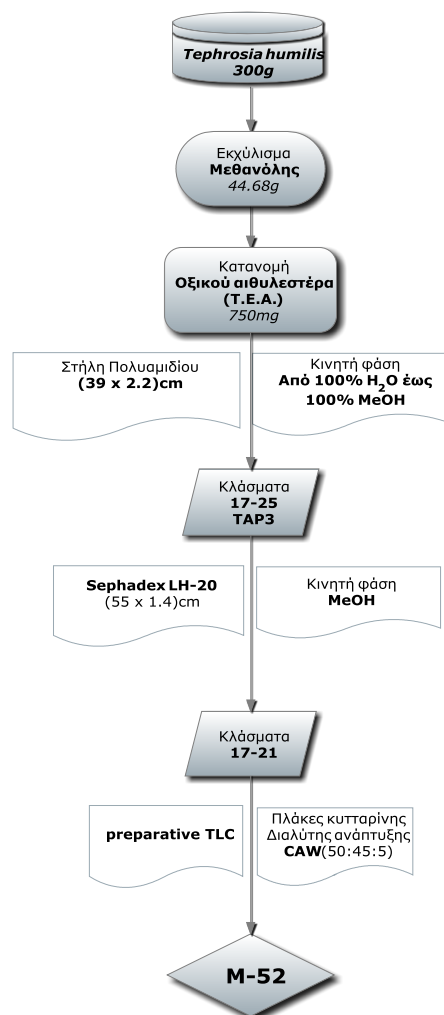 Tephrosia humilis
300g
Εκχύλισμα
Μεθανόλης
44.68g
Κατανομή
Οξικού αιθυλεστέρα
(T.E.A.)
750mg
Στήλη Πολυαμιδίου
(39 x 2.2)cm
Κινητή φάση
Από 100% H₂O έως
100% MeOH
Κλάσματα
17-25
TAP3
Sephadex LH-20
(55 x 1.4)cm
Κινητή φάση
MeOH
Κλάσματα
17-21
preparative TLC
Πλάκες κυτταρίνης
Διαλύτης ανάπτυξης
CAW(50:45:5)
M-52